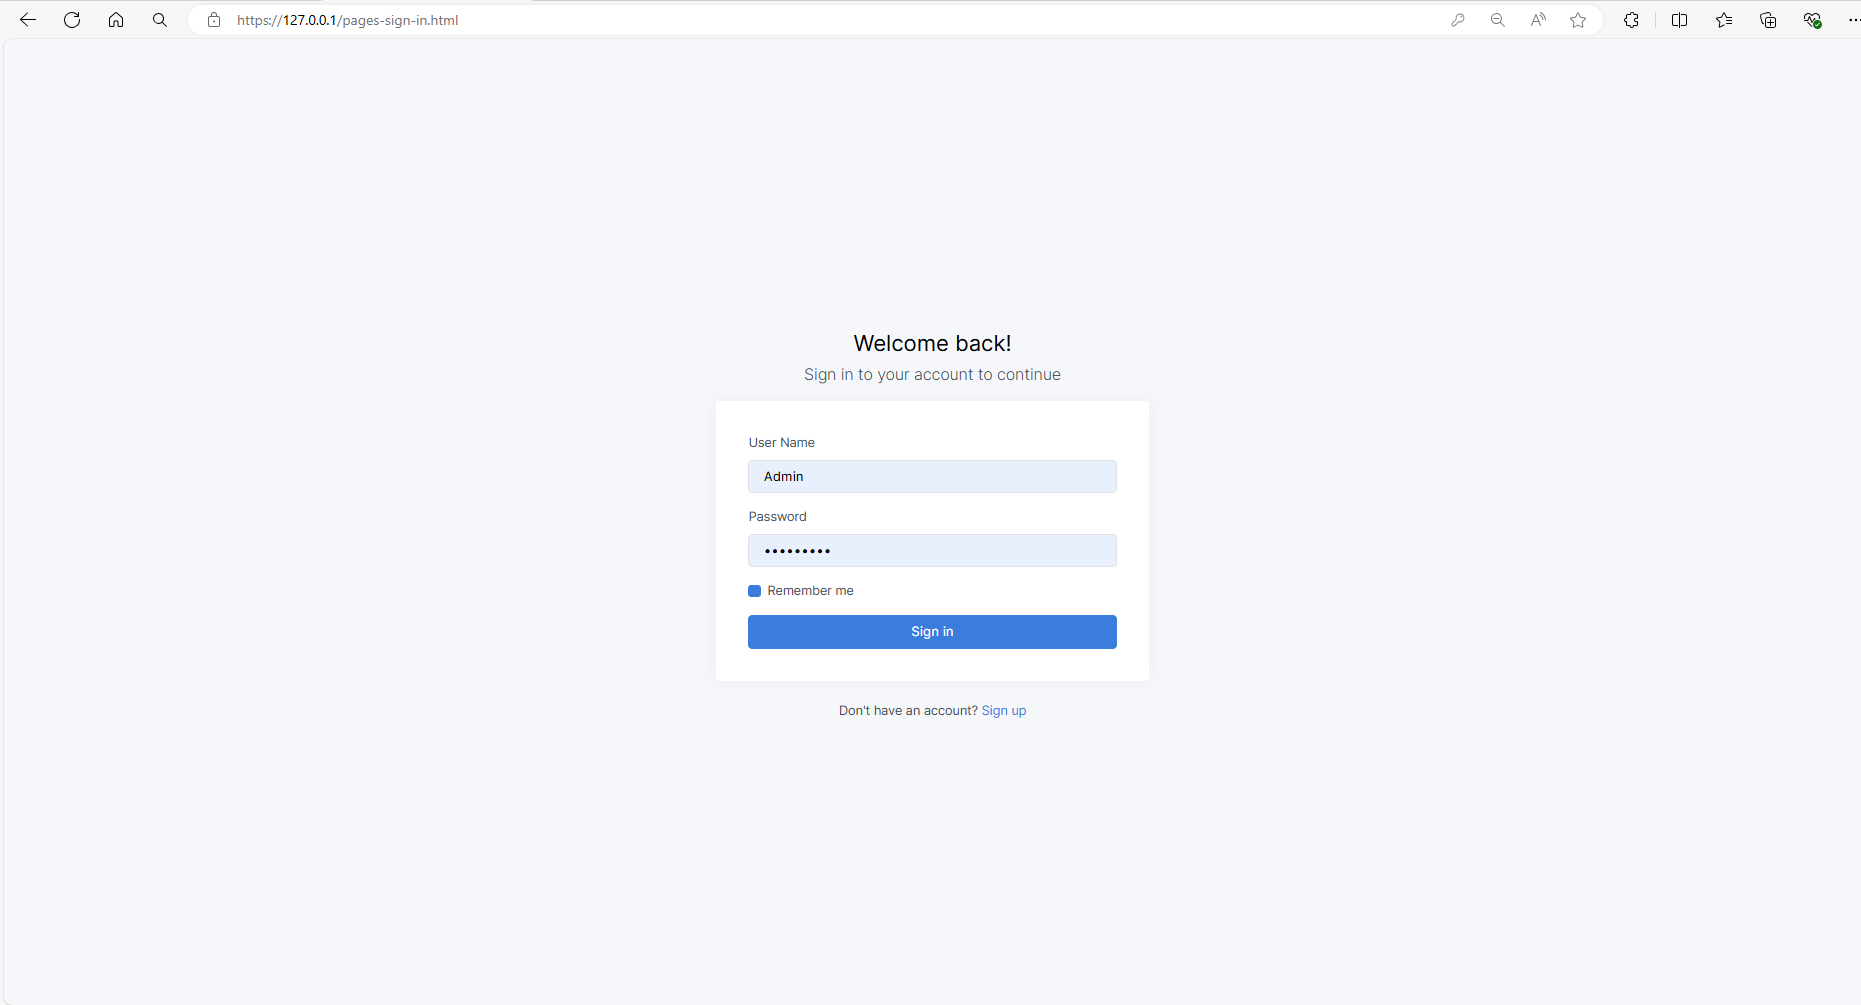 https://127.0.0.1/pages-sign-in.html
Welcome back!
Sign in to your account to continue
User Name
Admin
Password
•••••••••
Remember me
Sign in
Don't have an account? Sign up